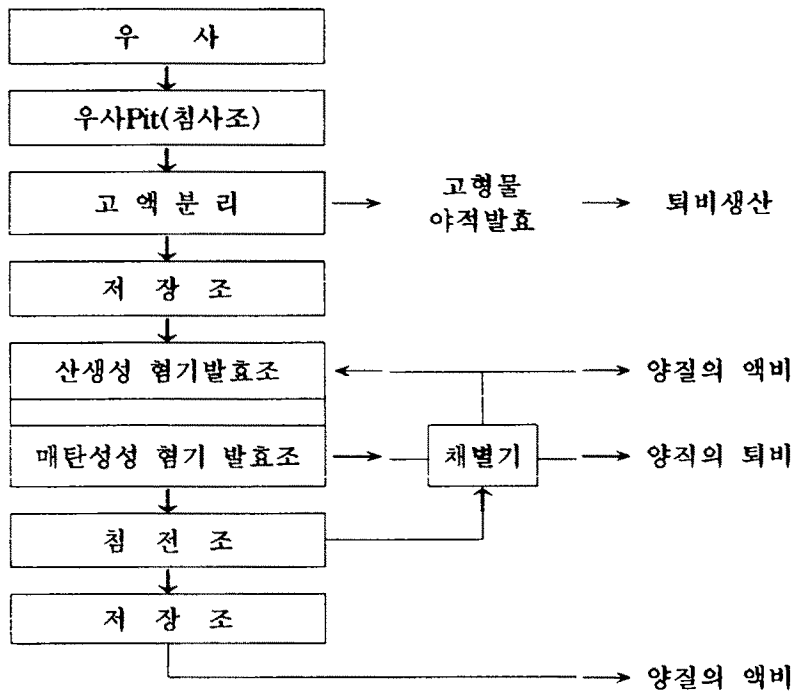 우 사
우사Pit(침사조)
고 액 분 리
고형물
야적발효
퇴비생산
저 장 조
산생성 혐기발효조
양질의 액비
매탄성성 혐기 발효조
채별기
양직의 퇴비
침 전 조
저 장 조
양질의 액비